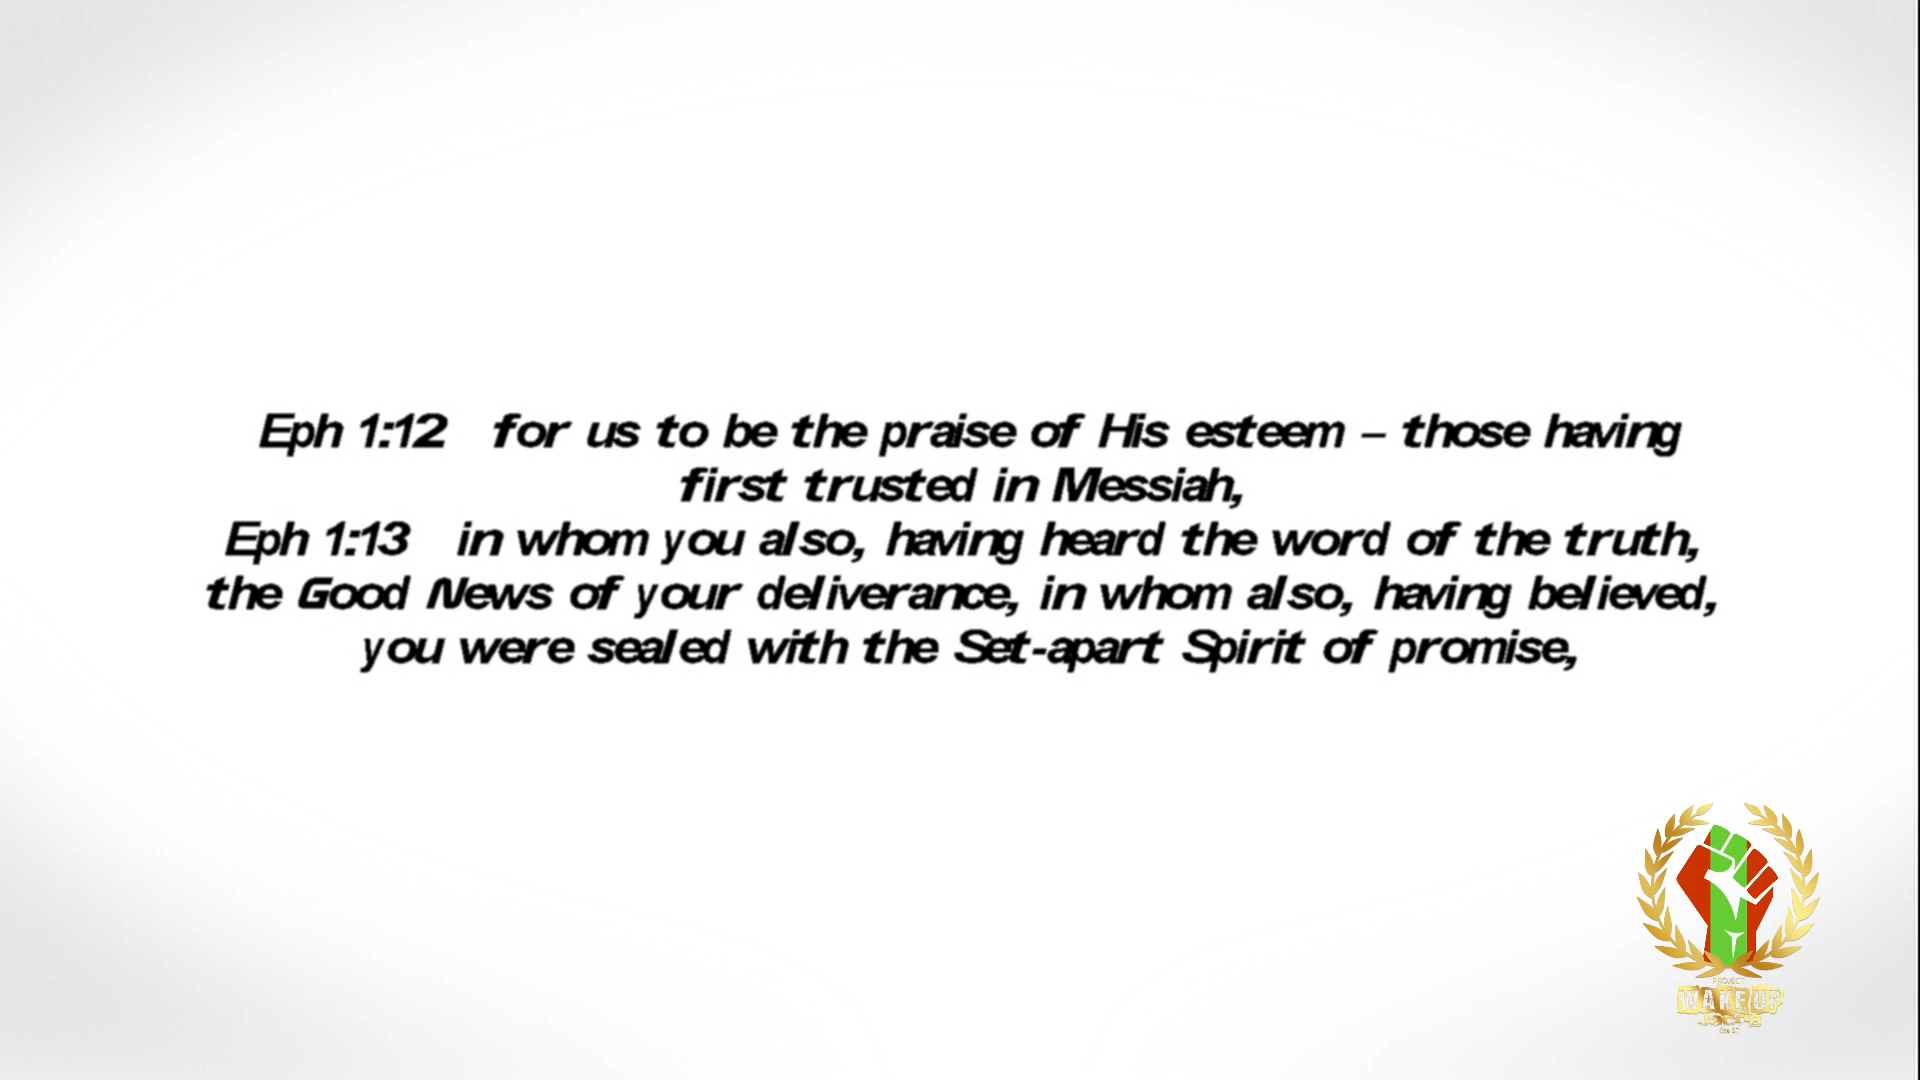 Eph 1:12 for us to be the praise of His esteem – those having
first trusted in Messiah,
Eph 1:13 in whom you also, having heard the word of the truth,
the Good News of your deliverance, in whom also, having believed,
you were sealed with the Set-apart Spirit of promise,
PROJECT
WAKE UP
Jacob